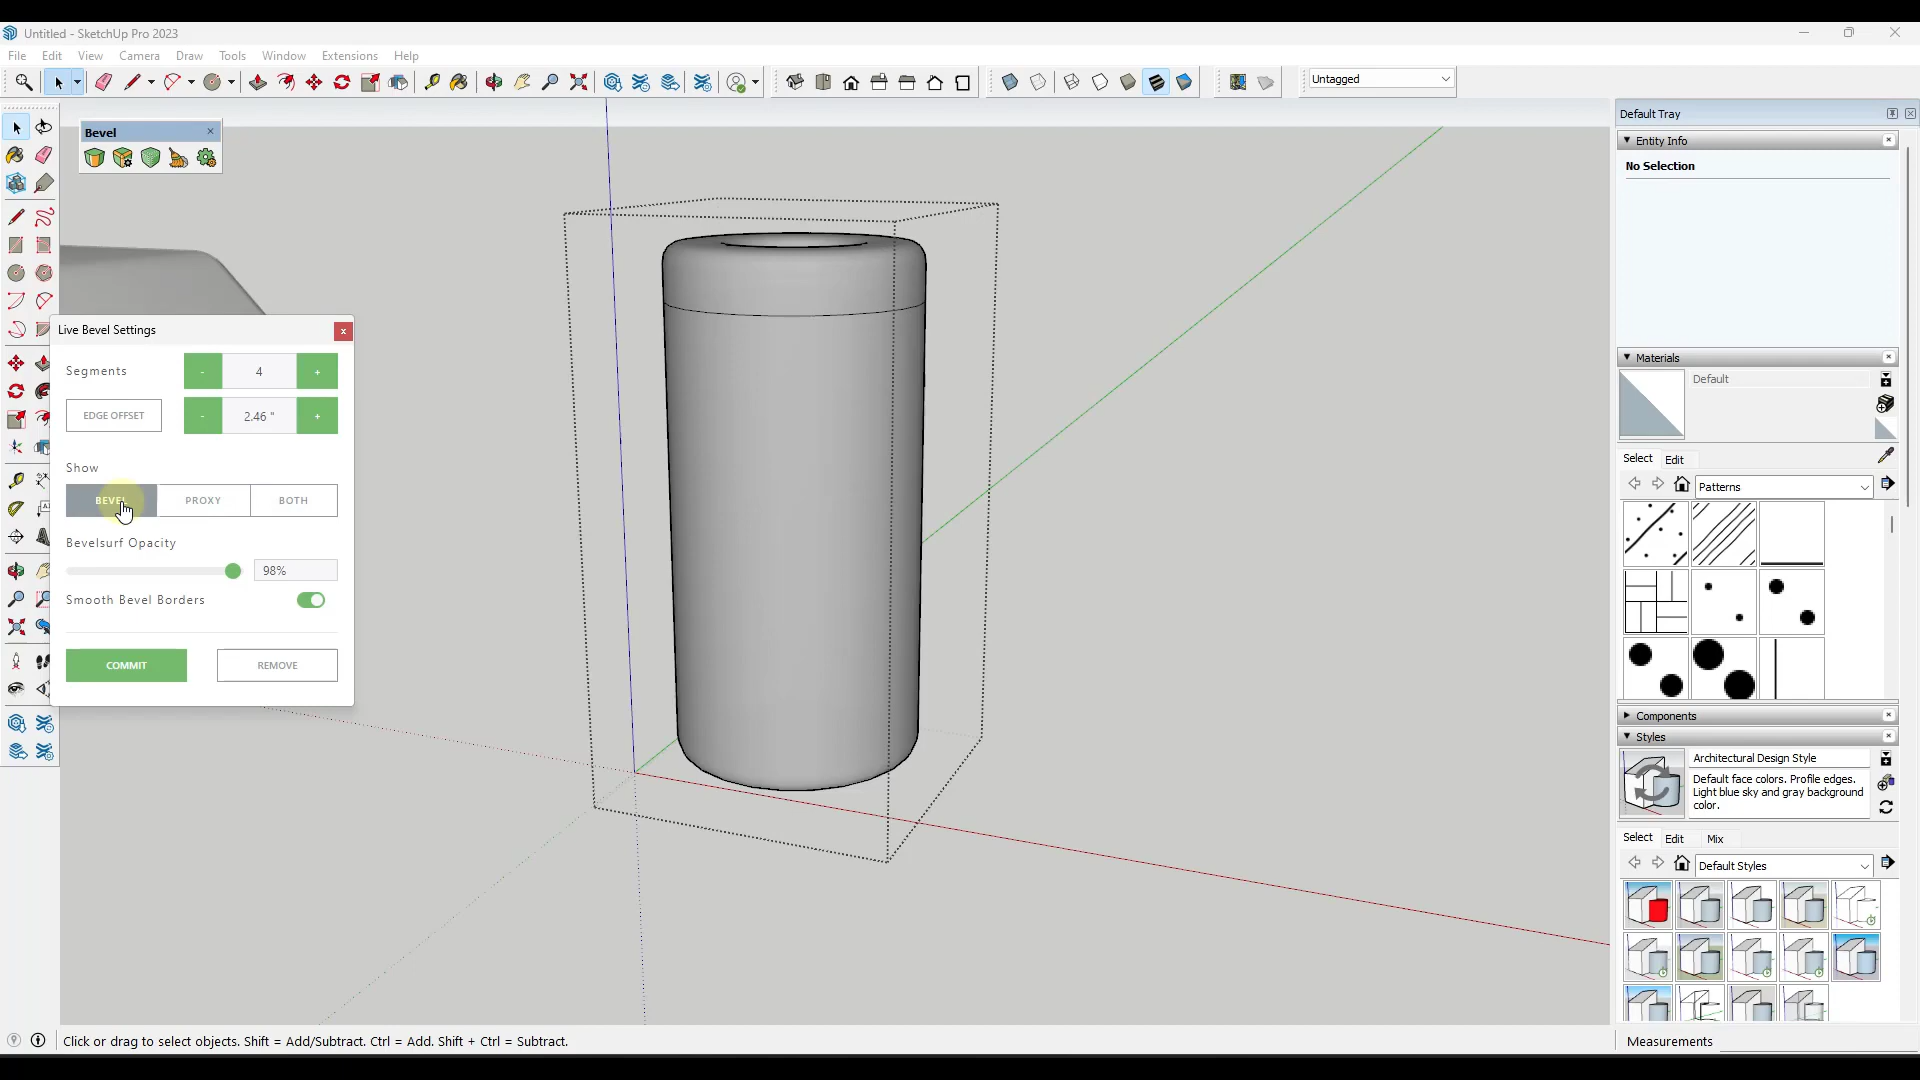 Untitled - SketchUp Pro 2023
File Edit View Camera Draw Tools Window Extensions Help
Untagged
Bevel
Default Tray
Entity Info
No Selection
Live Bevel Settings
Segments - 4 +
EDGE OFFSET - 2.46 " +
Show
BEVEL PROXY BOTH
Bevelsurf Opacity
98%
Smooth Bevel Borders
COMMIT REMOVE
Materials
Default
Select Edit
Patterns
Components
Styles
Architectural Design Style
Default face colors. Profile edges.
Light blue sky and gray background
color.
Select Edit Mix
Default Styles
Click or drag to select objects. Shift = Add/Subtract. Ctrl = Add. Shift + Ctrl = Subtract.
Measurements